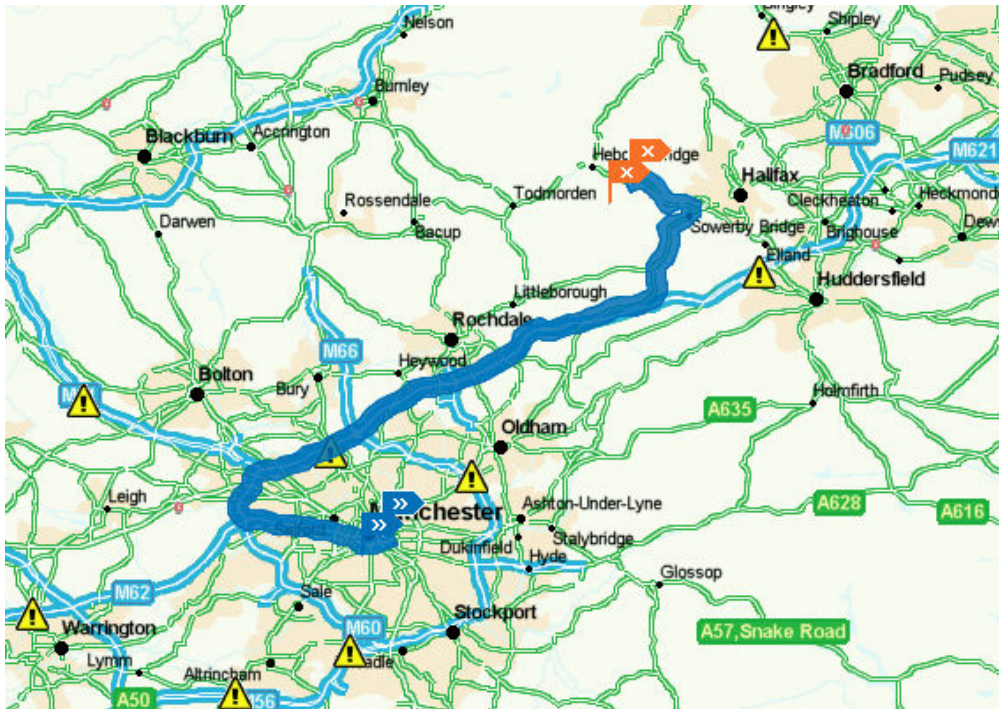 Bingley
Shipley
Nelson
Bradford
Pudsey
Burnley
M606
M621
Blackburn
Accrington
Halifax
Todmorden
Cleckheaton
Rossendale
Bacup
Darwen
Sowerby Bridge
Brighouse
Elland
Huddersfield
Littleborough
Rochdale
M66
Heywood
Bolton
Bury
Holmfirth
A635
Oldham
Leigh
A628
A616
Ashton-Under-Lyne
Stalybridge
Dukinfield
Hyde
Glossop
M62
Sale
Stockport
M60
A57,Snake Road
Warrington
Lymm
Altrincham
A50